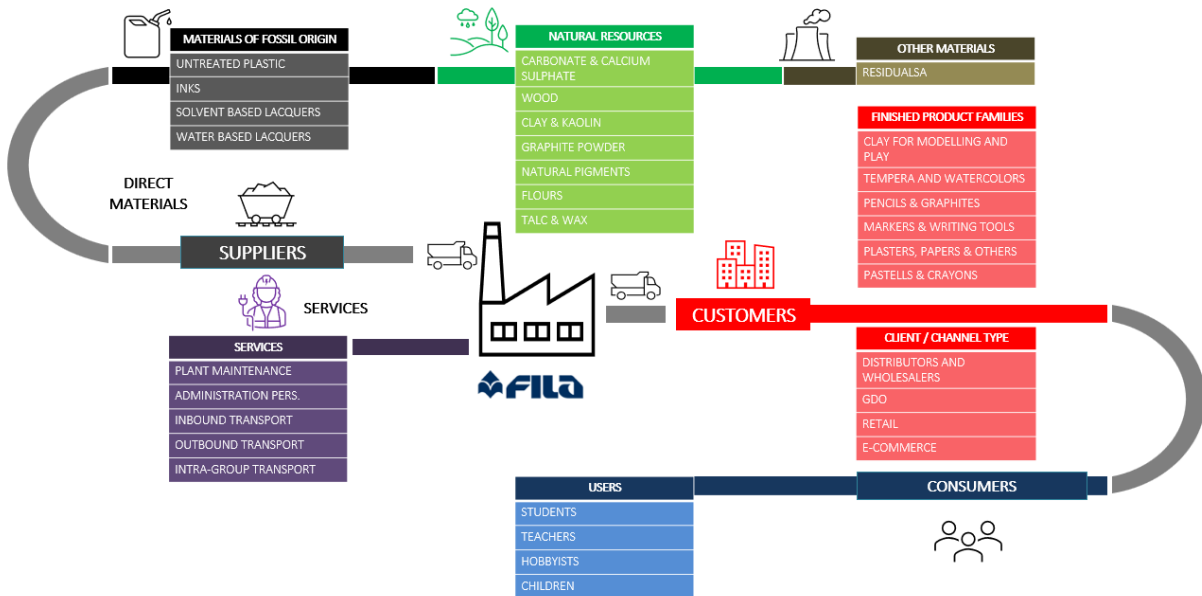 MATERIALS OF FOSSIL ORIGIN
UNTREATED PLASTIC
INKS
SOLVENT BASED LACQUERS
WATER BASED LACQUERS
NATURAL RESOURCES
CARBONATE & CALCIUM
SULPHATE
WOOD
CLAY & KAOLIN
GRAPHITE POWDER
NATURAL PIGMENTS
FLOURS
TALC & WAX
OTHER MATERIALS
RESIDUALSA
FINISHED PRODUCT FAMILIES
CLAY FOR MODELLING AND
PLAY
TEMPERA AND WATERCOLORS
PENCILS & GRAPHITES
MARKERS & WRITING TOOLS
PLASTERS, PAPERS & OTHERS
PASTELLS & CRAYONS
DIRECT
MATERIALS
SUPPLIERS
SERVICES
SERVICES
PLANT MAINTENANCE
ADMINISTRATION PERS.
INBOUND TRANSPORT
OUTBOUND TRANSPORT
INTRA-GROUP TRANSPORT
FILA
CUSTOMERS
CLIENT / CHANNEL TYPE
DISTRIBUTORS AND
WHOLESALERS
GDO
RETAIL
E-COMMERCE
CONSUMERS
USERS
STUDENTS
TEACHERS
HOBBYISTS
CHILDREN